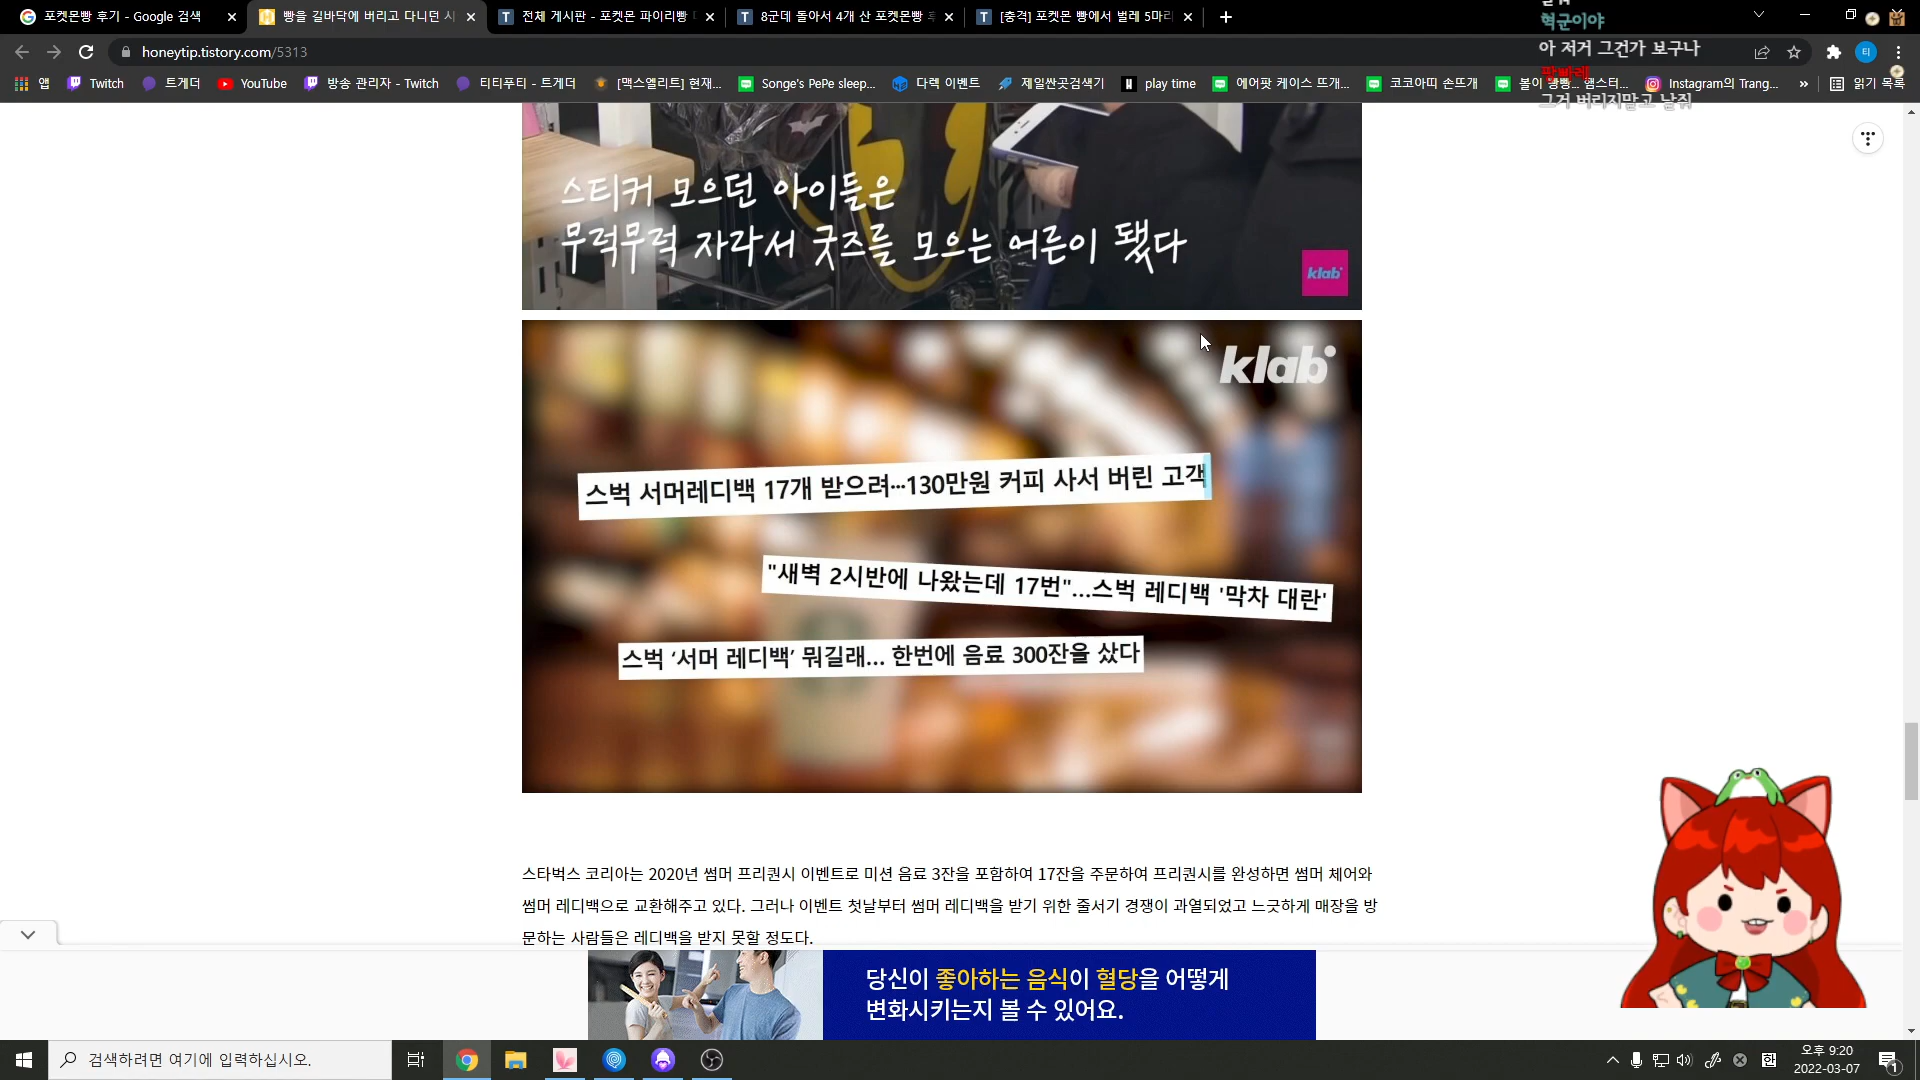 포켓몬빵 후기 - Google 검색
빵을 길바닥에 버리고 다니던 시
전체 게시판 - 포켓몬 파이리빵
8군데 돌아서 4개 산 포켓몬빵
[충격] 포켓몬 빵에서 벌레 5마리
honeytip.tistory.com/5313
혁군이야
아 저거 그건가 보구나
팜빠레
그거 버리지말고 날줘
앱
Twitch
트게더
YouTube
방송 관리자 - Twitch
티티푸티 - 트게더
[맥스엘리트] 현재...
Songe's PePe sleep...
다력 이벤트
제일싼곳검색기
play time
에어팟 케이스 뜨개...
코코아띠 손뜨개
Instagram의 Trang...
읽기 목록
스티커 모으던 아이들은
무럭무럭 자라서 굿즈를 모으는 어른이 됐다
klab
klab
스벅 서머레디백 17개 받으려…130만원 커피 사서 버린 고객
"새벽 2시반에 나왔는데 17번"...스벅 레디백 '막차 대란'
스벅 ‘서머 레디백’ 뭐길래... 한번에 음료 300잔을 샀다
스타벅스 코리아는 2020년 썸머 프리퀀시 이벤트로 미션 음료 3잔을 포함하여 17잔을 주문하여 프리퀀시를 완성하면 썸머 체어와
썸머 레디백으로 교환해주고 있다. 그러나 이벤트 첫날부터 썸머 레디백을 받기 위한 줄서기 경쟁이 과열되었고 느긋하게 매장을 방
문하는 사람들은 레디백을 받지 못할 정도다.
당신이 좋아하는 음식이 혈당을 어떻게
변화시키는지 볼 수 있어요.
검색하려면 여기에 입력하십시오.
한
오후 9:20
2022-03-07